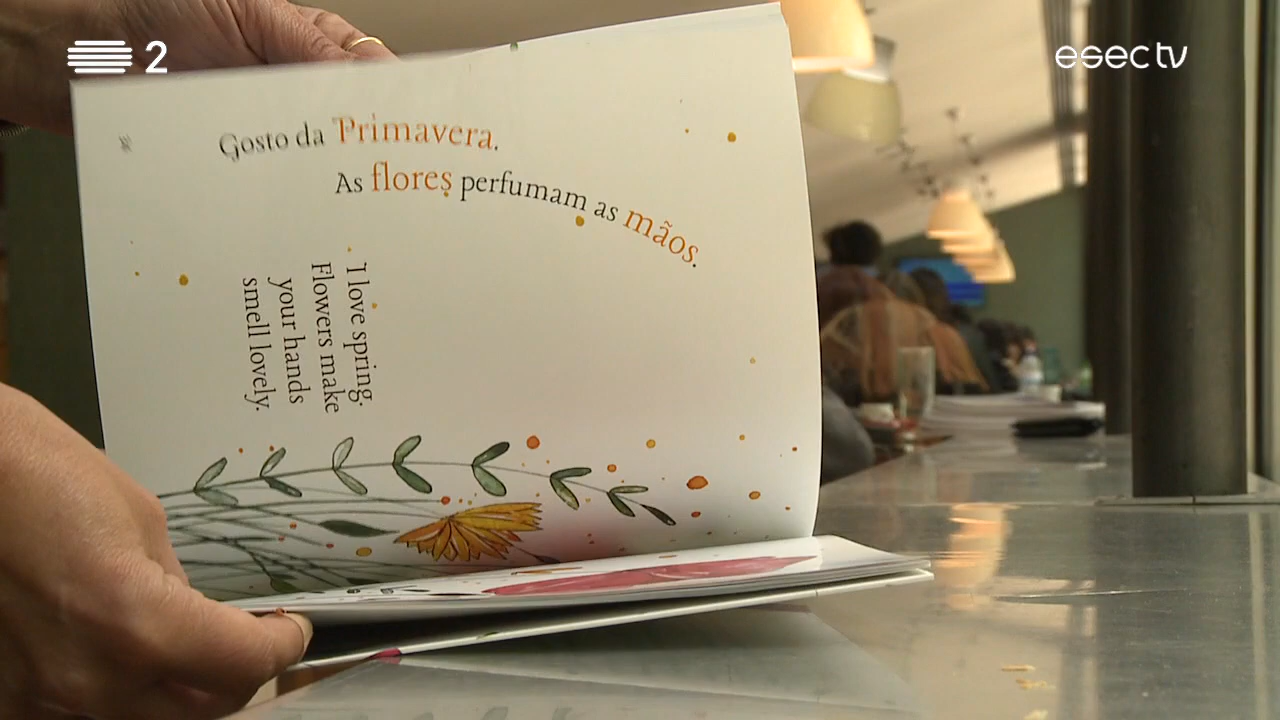 2
esec tv
Gosto da Primavera.
As flores perfumam as mãos.
I love spring.
Flowers make
your hands
smell lovely.